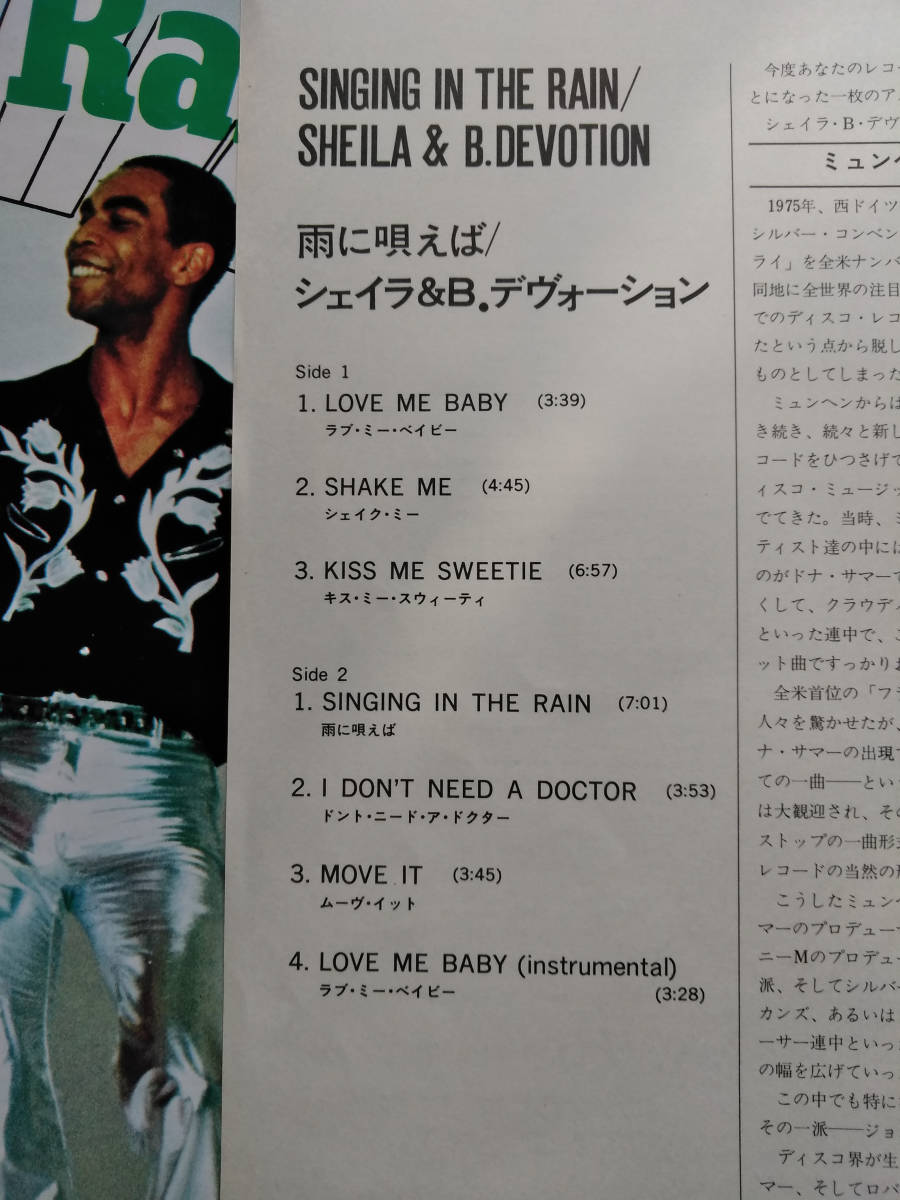 Ra
SINGING IN THE RAIN/
SHEILA & B.DEVOTION
雨に唄えば/
シェイラ&B.デヴォーション
Side 1
1. LOVE ME BABY (3:39)
ラブ・ミー・ベイビー
2. SHAKE ME (4:45)
シェイク・ミー
3. KISS ME SWEETIE (6:57)
キス・ミー・スウィーティ
Side 2
1. SINGING IN THE RAIN (7:01)
雨に唄えば
2. I DON'T NEED A DOCTOR (3:53)
ドント・ニード・ア・ドクター
3. MOVE IT (3:45)
ムーヴ・イット
4. LOVE ME BABY (instrumental)
ラブ・ミー・ベイビー (3:28)
今度あなたのレコー
とになった一枚のア
シェイラ・B・デヴ
ミュンヘ
1975年、西ドイツ
シルバー・コンベン
ライ」を全米ナンバ
同地に全世界の注目
でのディスコ・レコ
たという点から脱し
ものとしてしまった
ミュンヘンからは
き続き、続々と新し
コードをひっさげて
ィスコ・ミュージッ
でてきた。当時、ミ
ティスト達の中には
のがドナ・サマーで
くして、クラウディ
といった連中で、こ
ット曲ですっかりお
全米首位の「フラ
人々を驚かせたが、
ナ・サマーの出現で
ての一曲——とい
は大観迎され、その
ストップの一曲形式
レコードの当然の形
こうしたミュンヘ
マーのプロデューサ
ニーMのプロデュー
派、そしてシルバー
カンズ、あるいは
ーサー連中といっ
の幅を広げていっ
この中でも特に
その一派——ジョ
ディスコ界が生
マー、そしてロバ